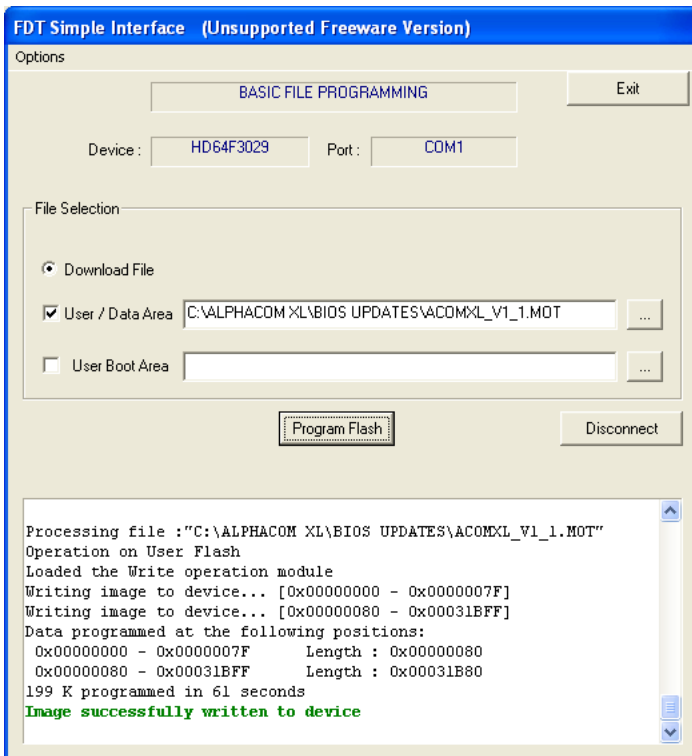 FDT Simple Interface (Unsupported Freeware Version)
Options
BASIC FILE PROGRAMMING
Exit
Device : HD64F3029 Port : COM1
File Selection
Download File
User / Data Area C:\ALPHACOM XL\BIOS UPDATES\ACOMXL_V1_1.MOT ...
User Boot Area ...
Program Flash Disconnect
Processing file :"C:\ALPHACOM XL\BIOS UPDATES\ACOMXL_V1_1.MOT"
Operation on User Flash
Loaded the Write operation module
Writing image to device... [0x00000000 - 0x0000007F]
Writing image to device... [0x00000080 - 0x00031BFF]
Data programmed at the following positions:
0x00000000 - 0x0000007F Length : 0x00000080
0x00000080 - 0x00031BFF Length : 0x00031B80
199 K programmed in 61 seconds
Image successfully written to device